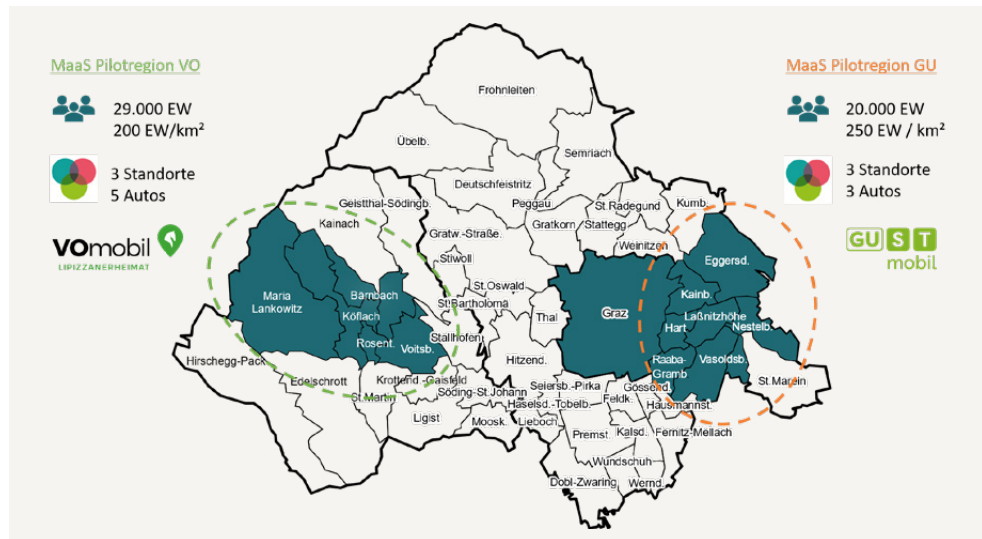 MaaS Pilotregion VO
29.000 EW
200 EW/km²
3 Standorte
5 Autos
VOmobil
LIPIZZANERHEIMAT
MaaS Pilotregion GU
20.000 EW
250 EW / km²
3 Standorte
3 Autos
GUST
mobil
Frohnleiten
Übelb.
Semriach
Deutschfeistritz
Peggau
Geistthal-Södingb.
St.Radegund
Kumb.
Kainach
Gratw.-Straße.
Gratkorn
Stattegg
Weinitzen
Stiwoll
Eggersd.
St.Oswald
Kainb.
Maria
Lankowitz
Bärnbach
St.Bartholomä
Köflach
Thal
Graz
Laßnitzhöhe
Hart
Nestelb.
Rosent.
Voitsb.
Stallhofen
Hitzend.
Raaba-
Gramb
Vasoldsb.
Hirschegg-Pack
Edelschrott
Krottend.-Gaisfeld
St.Marein
St.Martin
Söding-St.Johann
Seiersb.-Pirka
Gössend.
Haselsd.-Tobelb.
Feldk.
Hausmannst.
Ligist
Moosk.
Lieboch
Premst.
Kalsd.
Fernitz-Mellach
Wundschuh
Dobl-Zwaring
Wernd.